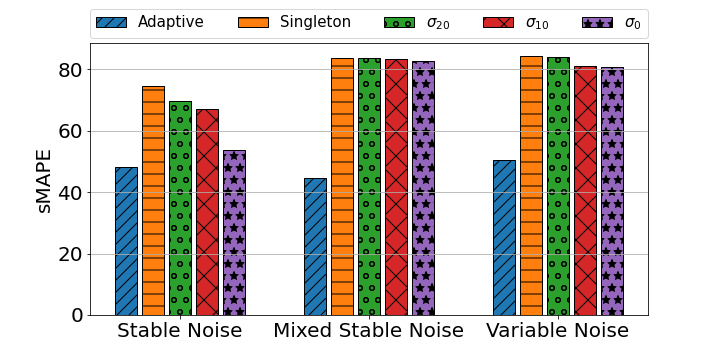 Adaptive Singleton σ₂₀ σ₁₀ σ₀
sMAPE
80
60
40
20
0
Stable Noise Mixed Stable Noise Variable Noise